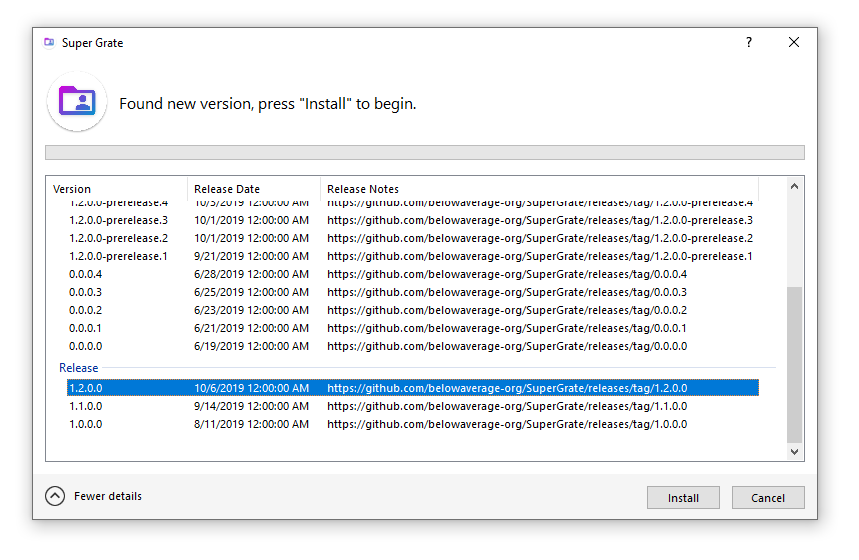 Super Grate
?
Found new version, press "Install" to begin.
Version Release Date Release Notes
1.2.0.0-prerelease.4 10/3/2019 12:00:00 AM https://github.com/belowaverage-org/SuperGrate/releases/tag/1.2.0.0-prerelease.4
1.2.0.0-prerelease.3 10/1/2019 12:00:00 AM https://github.com/belowaverage-org/SuperGrate/releases/tag/1.2.0.0-prerelease.3
1.2.0.0-prerelease.2 10/1/2019 12:00:00 AM https://github.com/belowaverage-org/SuperGrate/releases/tag/1.2.0.0-prerelease.2
1.2.0.0-prerelease.1 9/21/2019 12:00:00 AM https://github.com/belowaverage-org/SuperGrate/releases/tag/1.2.0.0-prerelease.1
0.0.0.4 6/28/2019 12:00:00 AM https://github.com/belowaverage-org/SuperGrate/releases/tag/0.0.0.4
0.0.0.3 6/25/2019 12:00:00 AM https://github.com/belowaverage-org/SuperGrate/releases/tag/0.0.0.3
0.0.0.2 6/23/2019 12:00:00 AM https://github.com/belowaverage-org/SuperGrate/releases/tag/0.0.0.2
0.0.0.1 6/21/2019 12:00:00 AM https://github.com/belowaverage-org/SuperGrate/releases/tag/0.0.0.1
0.0.0.0 6/19/2019 12:00:00 AM https://github.com/belowaverage-org/SuperGrate/releases/tag/0.0.0.0
Release
1.2.0.0 10/6/2019 12:00:00 AM https://github.com/belowaverage-org/SuperGrate/releases/tag/1.2.0.0
1.1.0.0 9/14/2019 12:00:00 AM https://github.com/belowaverage-org/SuperGrate/releases/tag/1.1.0.0
1.0.0.0 8/11/2019 12:00:00 AM https://github.com/belowaverage-org/SuperGrate/releases/tag/1.0.0.0
Fewer details Install Cancel